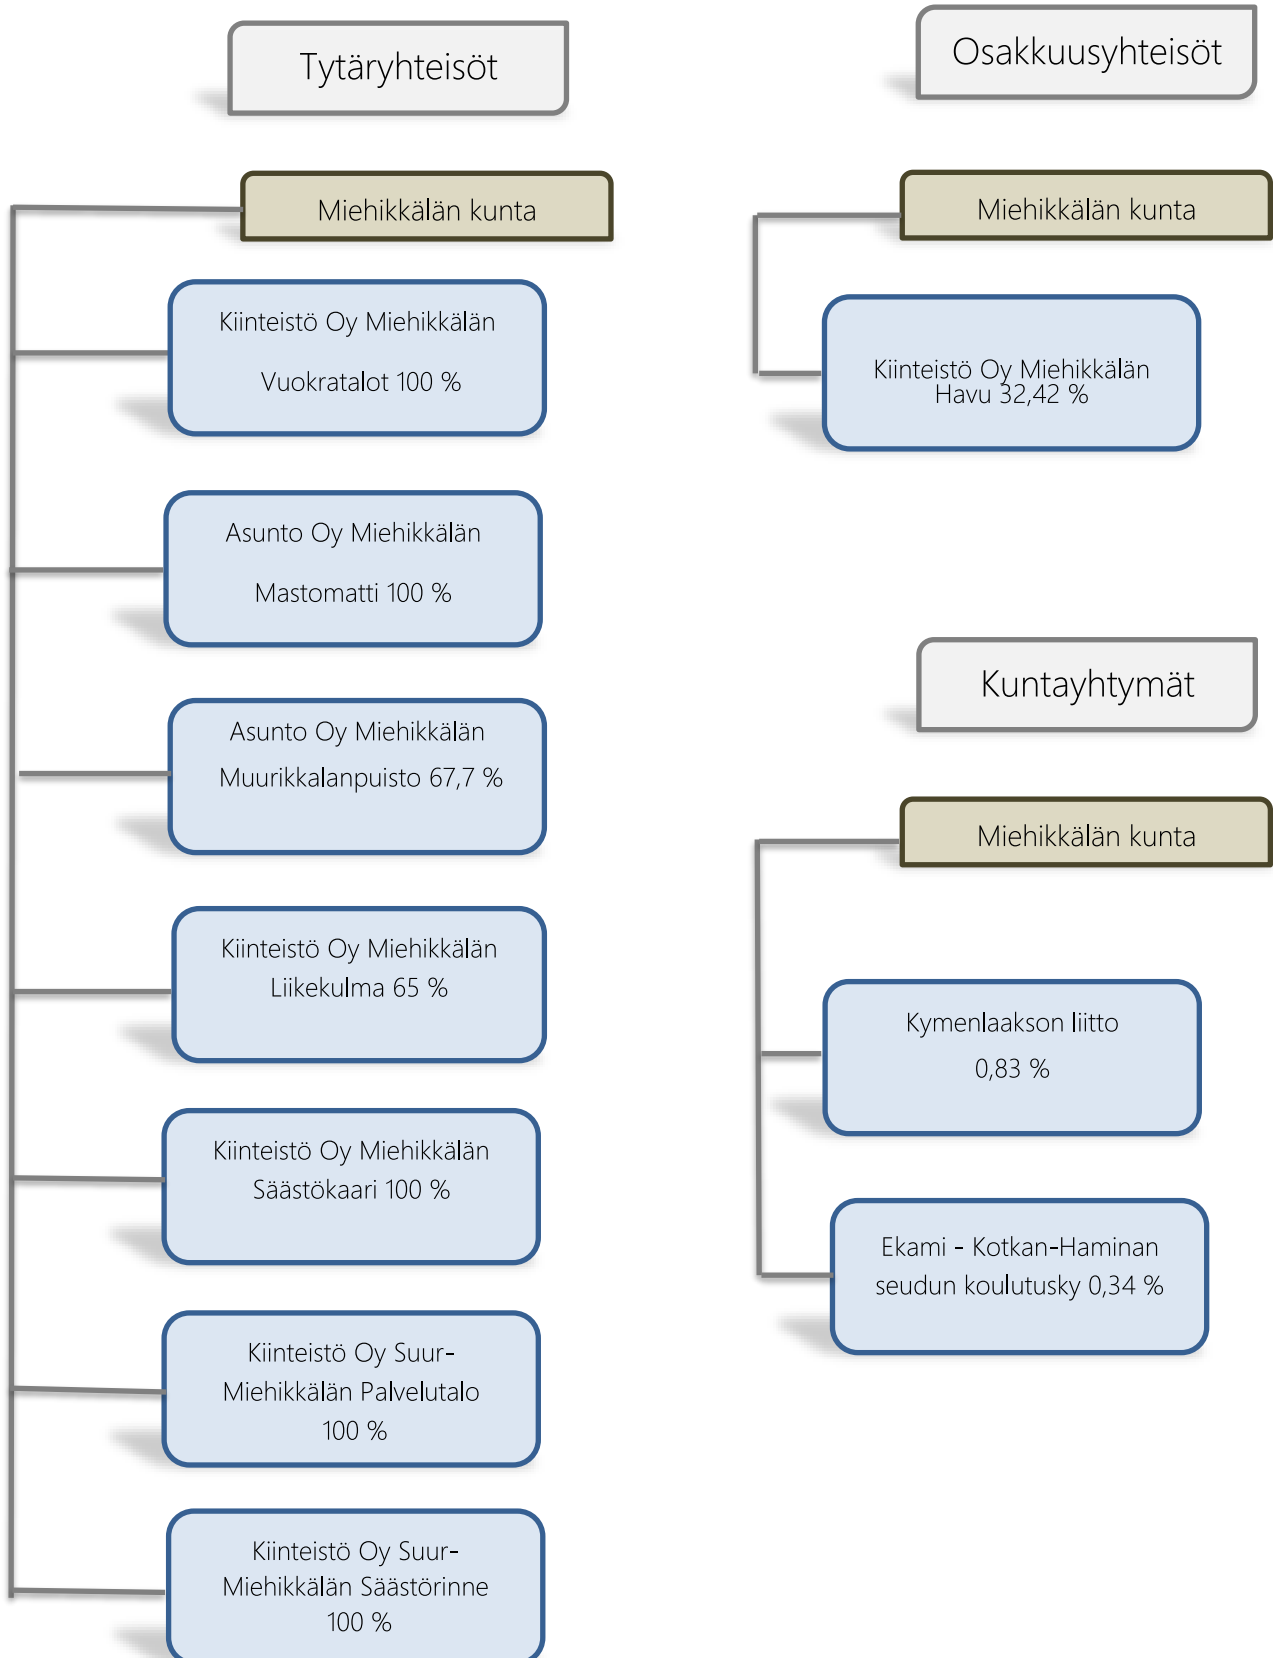 Tytäryhteisöt
Miehikkälän kunta
Kiinteistö Oy Miehikkälän
Vuokratalot 100 %
Asunto Oy Miehikkälän
Mastomatti 100 %
Asunto Oy Miehikkälän
Muurikkalanpuisto 67,7 %
Kiinteistö Oy Miehikkälän
Liikekulma 65 %
Kiinteistö Oy Miehikkälän
Säästökaari 100 %
Kiinteistö Oy Suur-
Miehikkälän Palvelutalo
100 %
Kiinteistö Oy Suur-
Miehikkälän Säästörinne
100 %
Osakkuusyhteisöt
Miehikkälän kunta
Kiinteistö Oy Miehikkälän
Havu 32,42 %
Kuntayhtymät
Miehikkälän kunta
Kymenlaakson liitto
0,83 %
Ekami - Kotkan-Haminan
seudun koulutusky 0,34 %